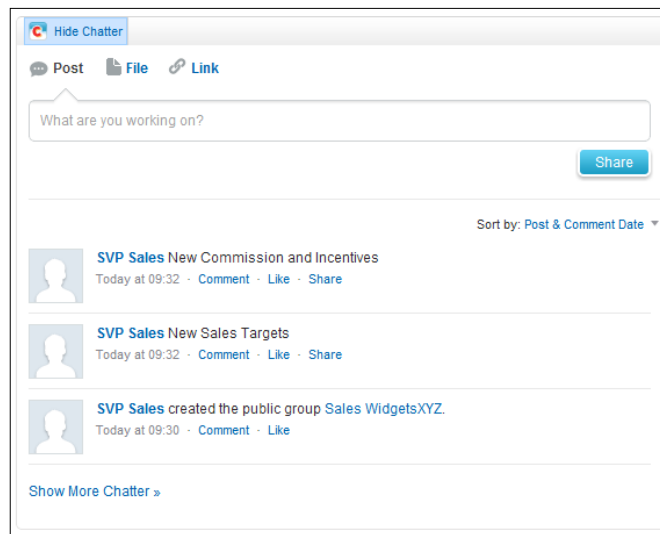 Hide Chatter
Post File Link
What are you working on?
Share
Sort by: Post & Comment Date
SVP Sales New Commission and Incentives
Today at 09:32 · Comment · Like · Share
SVP Sales New Sales Targets
Today at 09:32 · Comment · Like · Share
SVP Sales created the public group Sales WidgetsXYZ.
Today at 09:30 · Comment · Like
Show More Chatter »